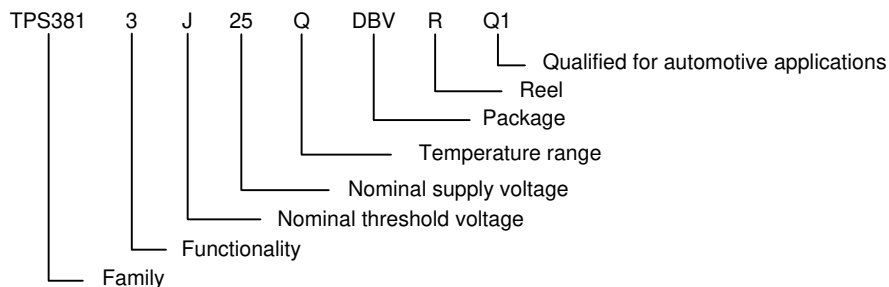 TPS381 3 J 25 Q DBV R Q1
Qualified for automotive applications
Reel
Package
Temperature range
Nominal supply voltage
Nominal threshold voltage
Functionality
Family